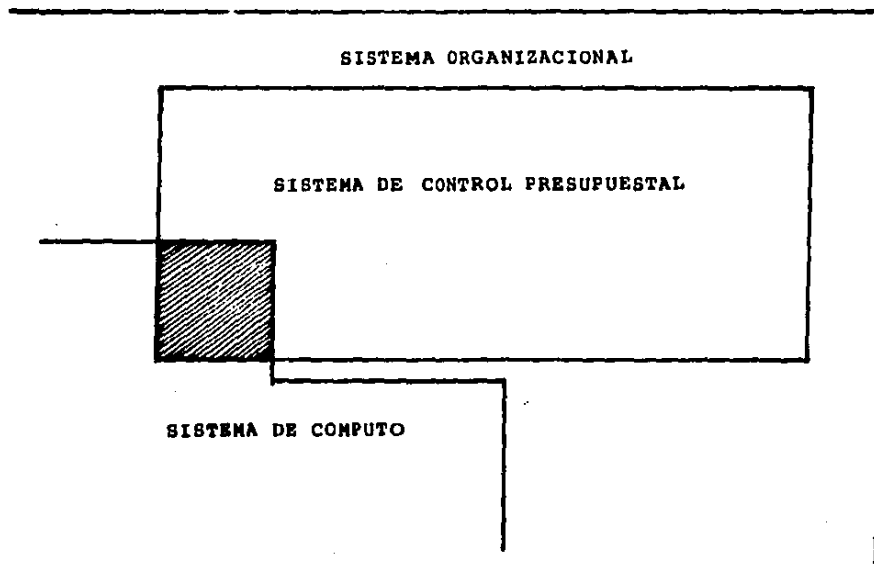 SISTEMA ORGANIZACIONAL
SISTEMA DE CONTROL PRESUPUESTAL
SISTEMA DE COMPUTO